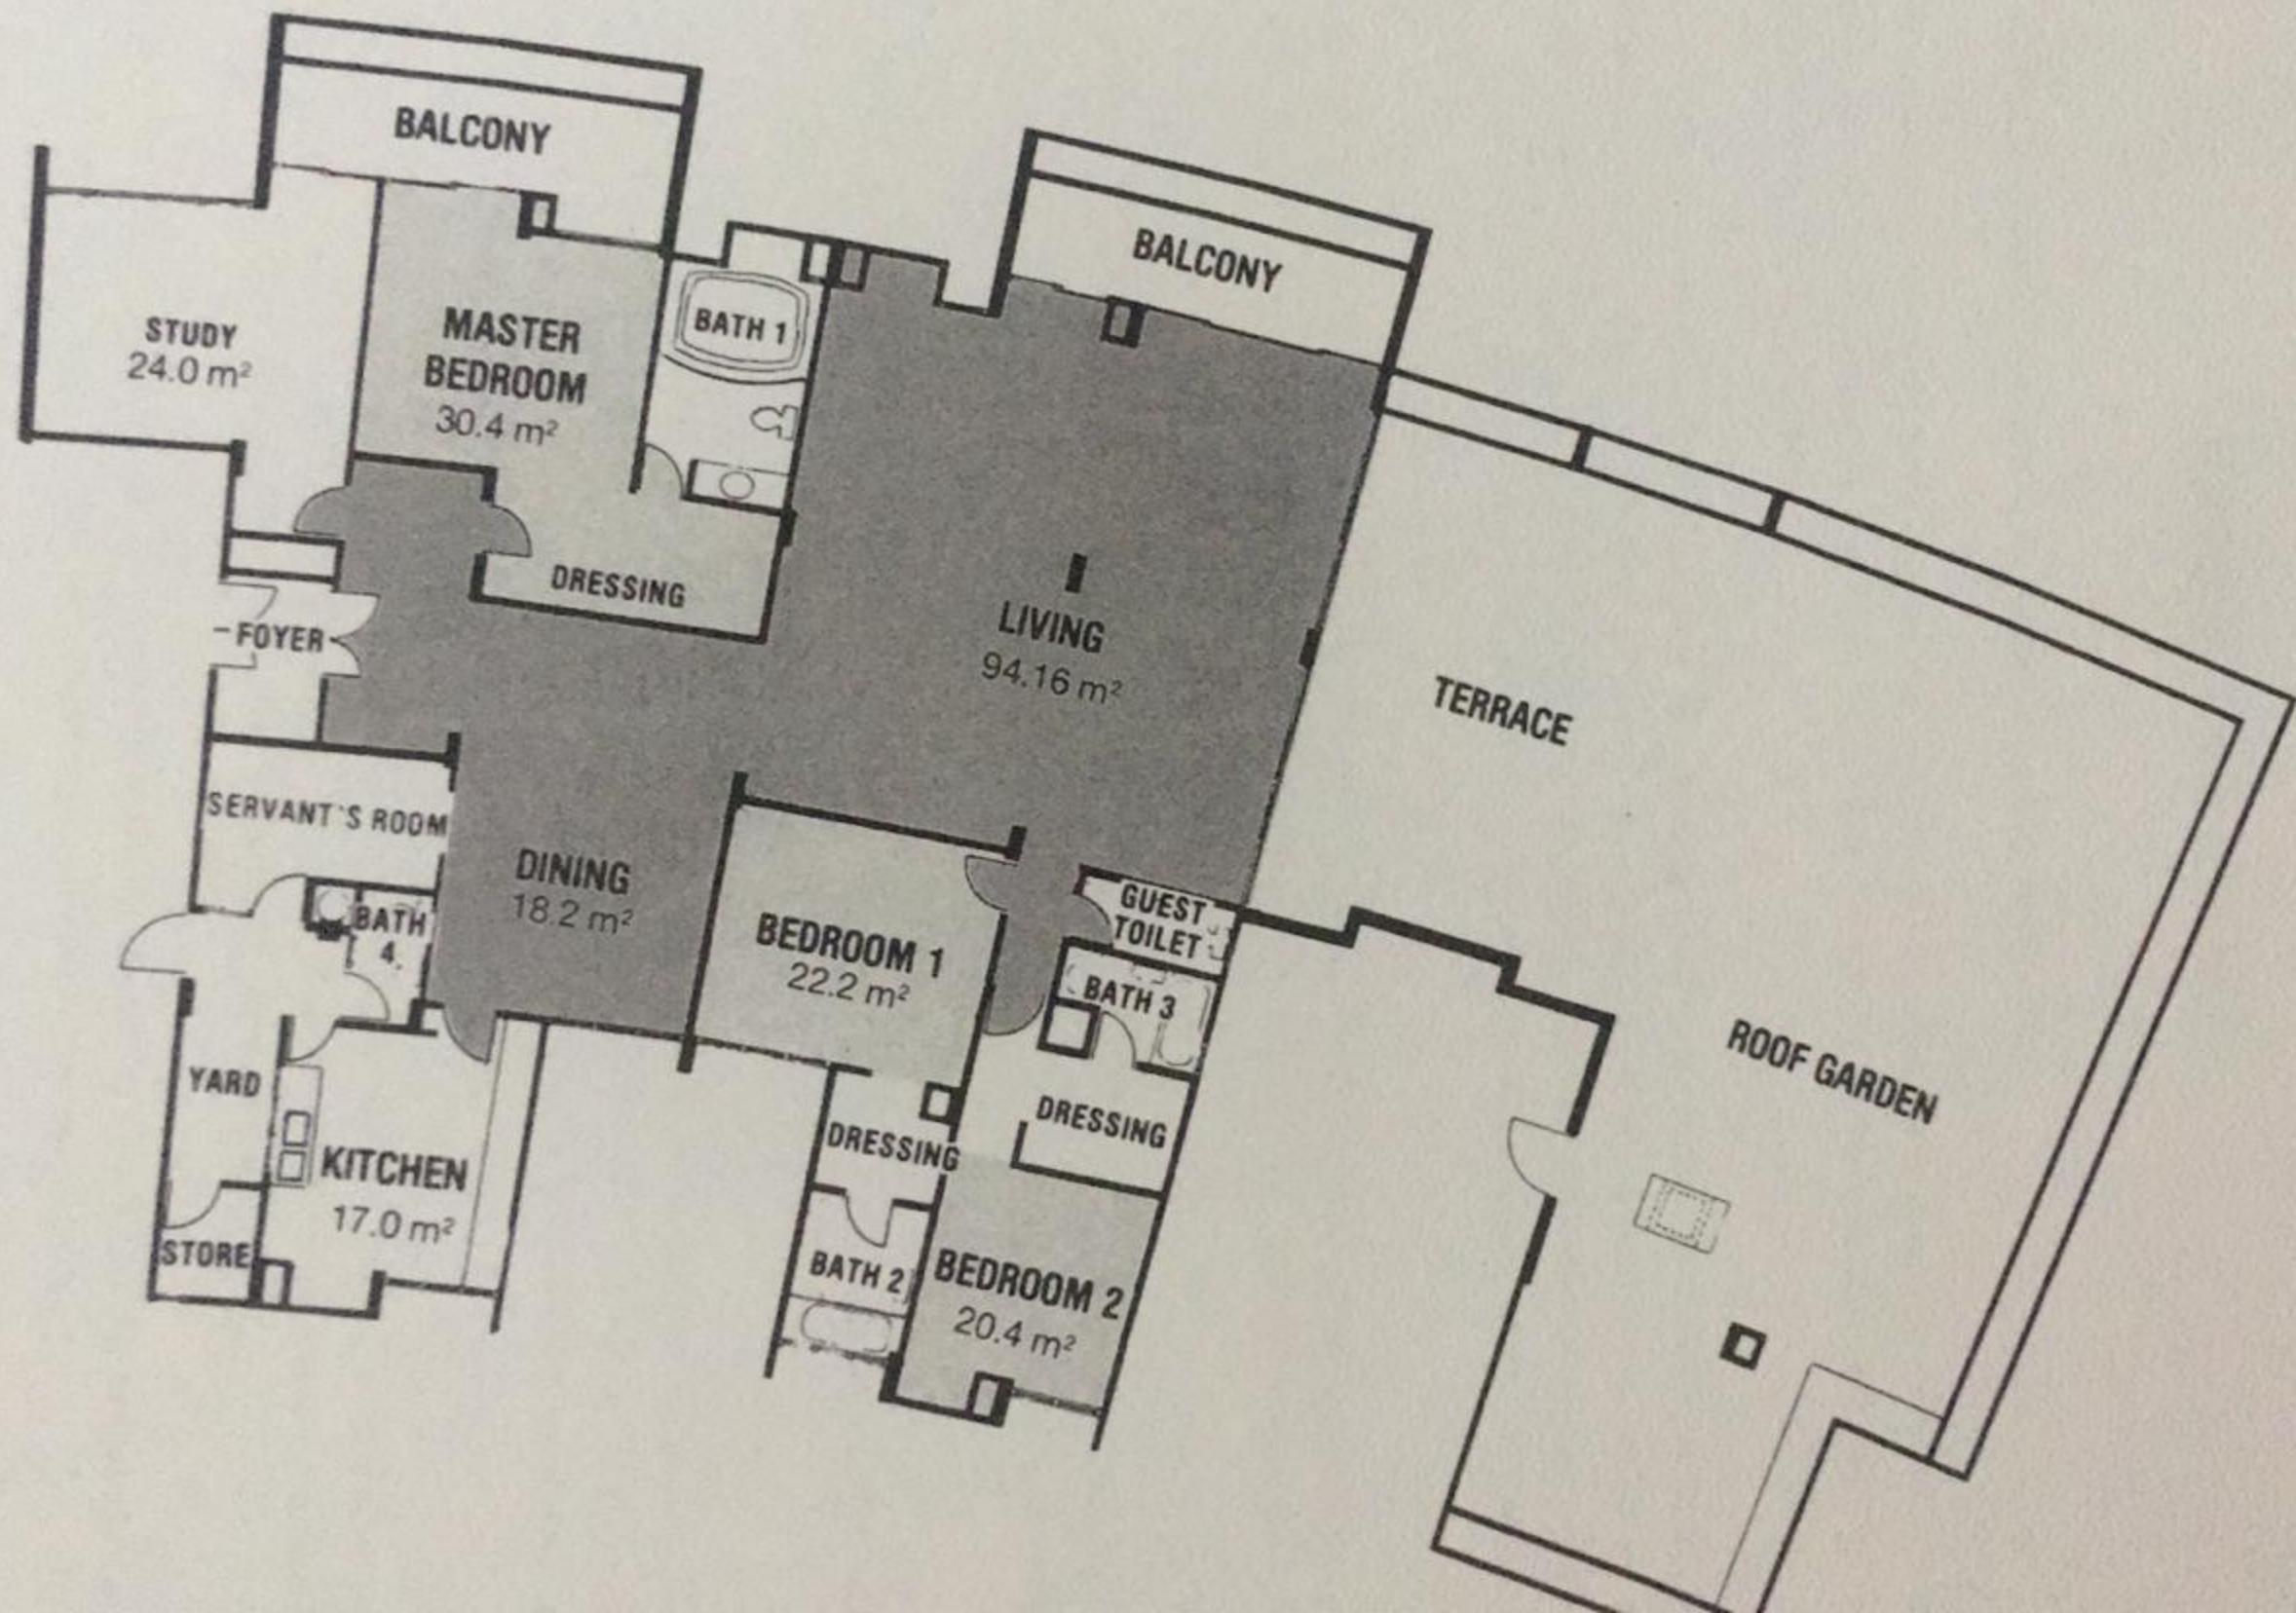 BALCONY
BALCONY
STUDY
24.0 m²
MASTER
BEDROOM
30.4 m²
BATH 1
DRESSING
FOYER
LIVING
94.16 m²
TERRACE
SERVANT'S ROOM
DINING
18.2 m²
BATH
4.
BEDROOM 1
22.2 m²
GUEST
TOILET
BATH 3
ROOF GARDEN
YARD
KITCHEN
17.0 m²
STORE
DRESSING
DRESSING
BATH 2
BEDROOM 2
20.4 m²